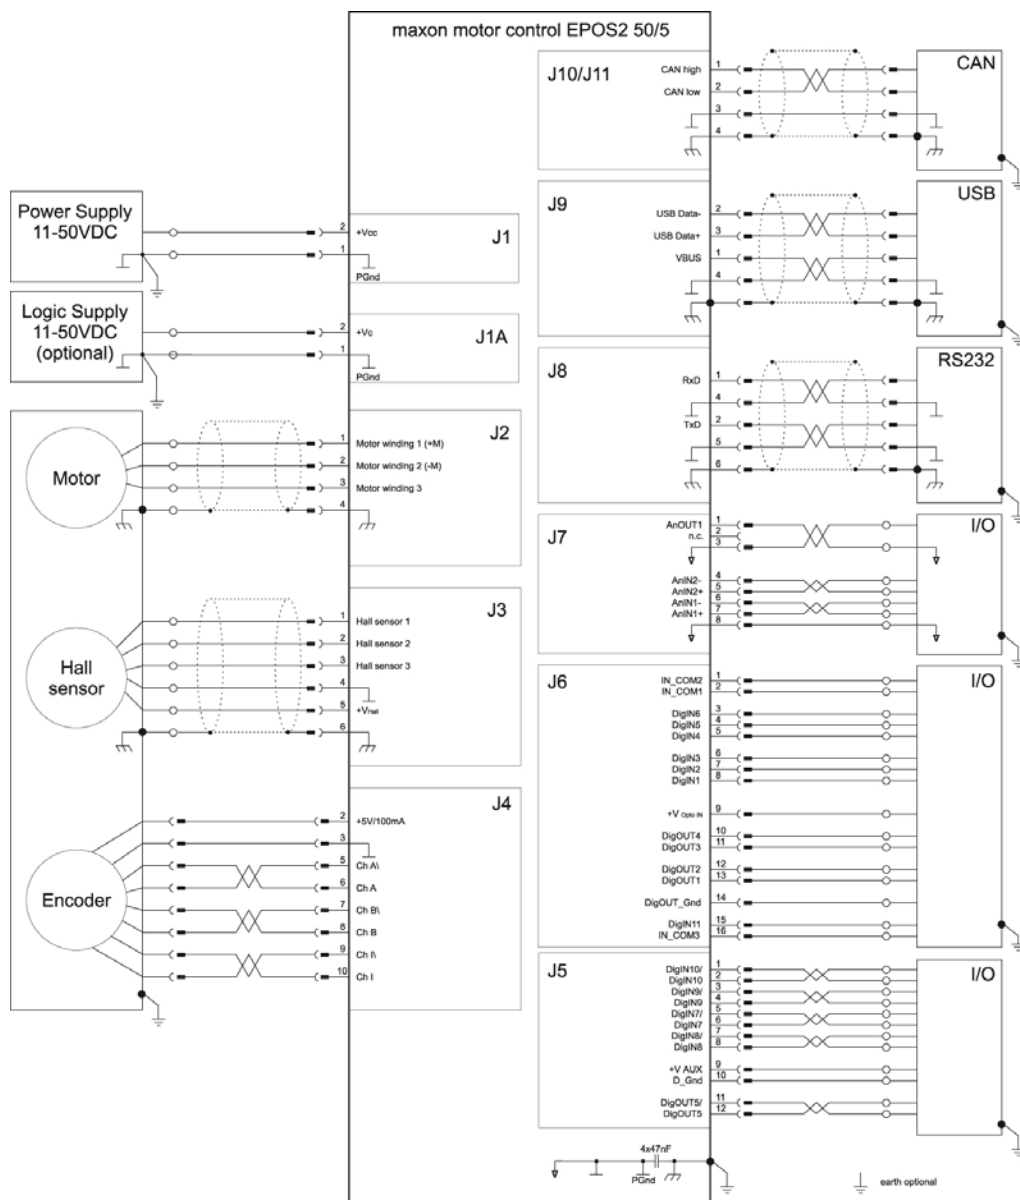 maxon motor control EPOS2 50/5
Power Supply
11-50VDC
2 +Vcc
1
PGnd
J1
Logic Supply
11-50VDC
(optional)
2 +Vc
1
PGnd
J1A
Motor
J2
1 Motor winding 1 (+M)
2 Motor winding 2 (-M)
3 Motor winding 3
4
Hall
sensor
J3
1 Hall sensor 1
2 Hall sensor 2
3 Hall sensor 3
4
5 +VHall
6
Encoder
J4
2 +5V/100mA
3
5 Ch A\
6 Ch A
7 Ch B\
8 Ch B
9 Ch I\
10 Ch I
J10/J11
CAN
CAN high 1
CAN low 2
3
4
J9
USB
USB Data- 2
USB Data+ 3
VBUS 1
4
J8
RS232
RxD 1
4
TxD 2
5
6
J7
I/O
AnOUT1 1
n.c. 2
3
AnIN2- 4
AnIN2+ 5
AnIN1- 6
AnIN1+ 7
8
J6
I/O
IN_COM2 1
IN_COM1 2
DigIN6 3
DigIN5 4
DigIN4 5
DigIN3 6
DigIN2 7
DigIN1 8
+V Opto IN 9
DigOUT4 10
DigOUT3 11
DigOUT2 12
DigOUT1 13
DigOUT_Gnd 14
DigIN11 15
IN_COM3 16
J5
I/O
DigIN10/ 1
DigIN10 2
DigIN9/ 3
DigIN9 4
DigIN7/ 5
DigIN7 6
DigIN8/ 7
DigIN8 8
+V AUX 9
D_Gnd 10
DigOUT5/ 11
DigOUT5 12
4x47nF
PGnd
earth optional